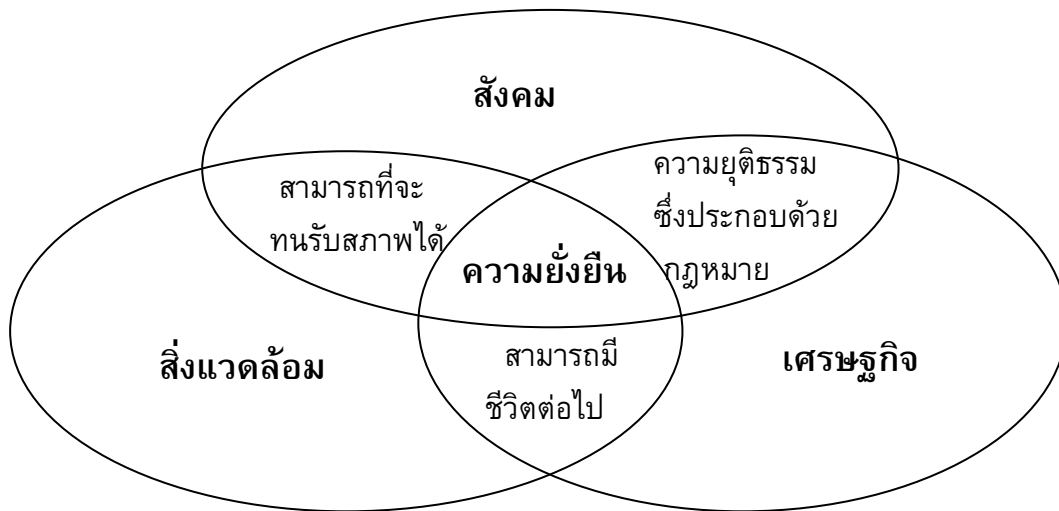 สังคม
สามารถที่จะ
ทนรับสภาพได้
ความยุติธรรม
ซึ่งประกอบด้วย
กฎหมาย
ความยั่งยืน
สิ่งแวดล้อม
สามารถมี
ชีวิตต่อไป
เศรษฐกิจ